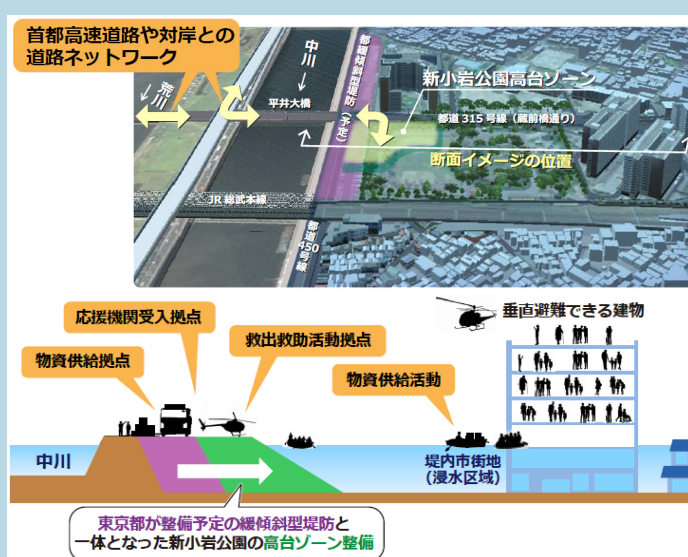 首都高速道路や対岸との
道路ネットワーク
荒川
中川
平井大橋
都緩傾斜型堤防(予定)
新小岩公園高台ゾーン
都道315号線(蔵前橋通り)
断面イメージの位置
JR総武本線
都道450号線
垂直避難できる建物
応援機関受入拠点
救出救助活動拠点
物資供給拠点
物資供給活動
中川
堤内市街地
(浸水区域)
東京都が整備予定の緩傾斜型堤防と
一体となった新小岩公園の高台ゾーン整備